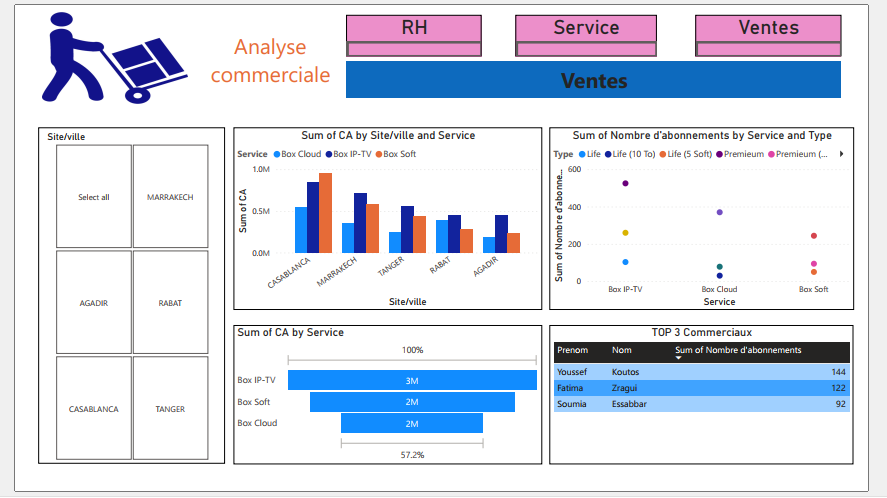 Analyse
commerciale
RH
Service
Ventes
Ventes
Site/ville
Select all
MARRAKECH
AGADIR
RABAT
CASABLANCA
TANGER
Sum of CA by Site/ville and Service
Service Box Cloud Box IP-TV Box Soft
Sum of CA
1.0M
0.5M
0.0M
CASABLANCA
MARRAKECH
TANGER
RABAT
AGADIR
Site/ville
Sum of Nombre d'abonnements by Service and Type
Type Life Life (10 To) Life (5 Soft) Premieum Premieum (...
Sum of Nombre d'abonne...
600
400
200
0
Box IP-TV
Box Cloud
Box Soft
Service
Sum of CA by Service
100%
Box IP-TV 3M
Box Soft 2M
Box Cloud 2M
57.2%
TOP 3 Commerciaux
Prenom Nom Sum of Nombre d'abonnements
Youssef Koutos 144
Fatima Zragui 122
Soumia Essabbar 92